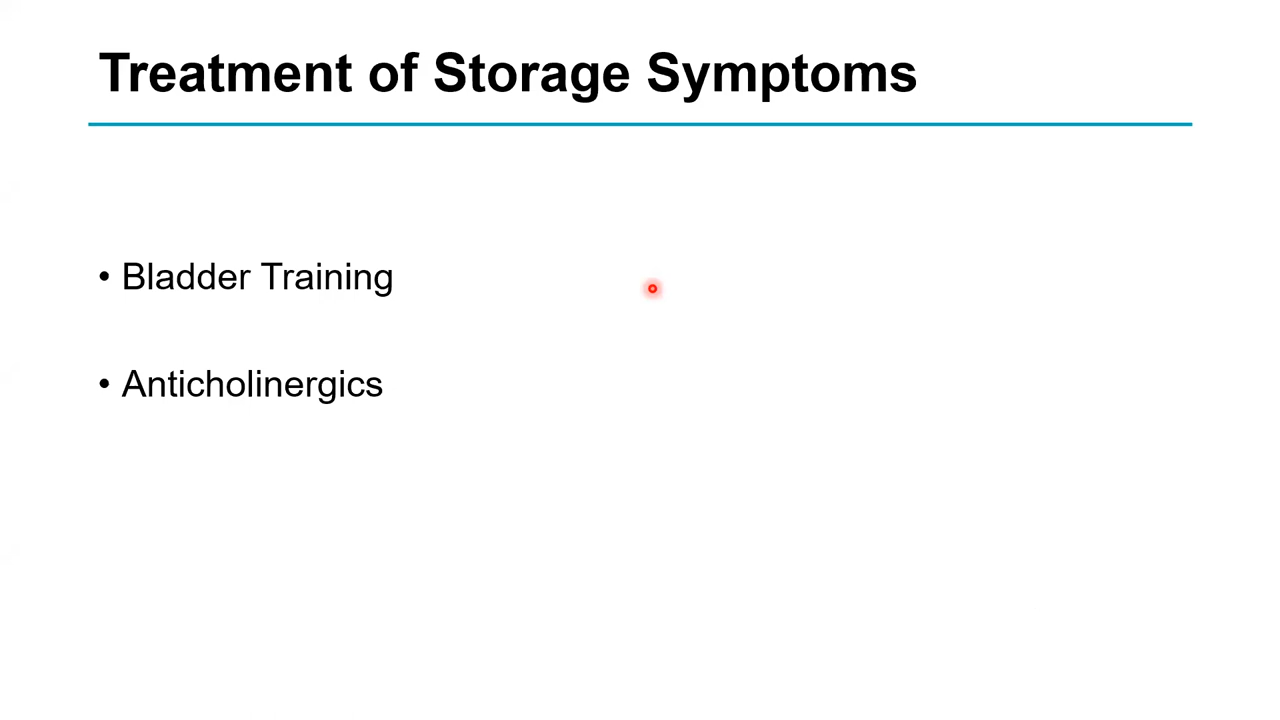 Treatment of Storage Symptoms
• Bladder Training
• Anticholinergics